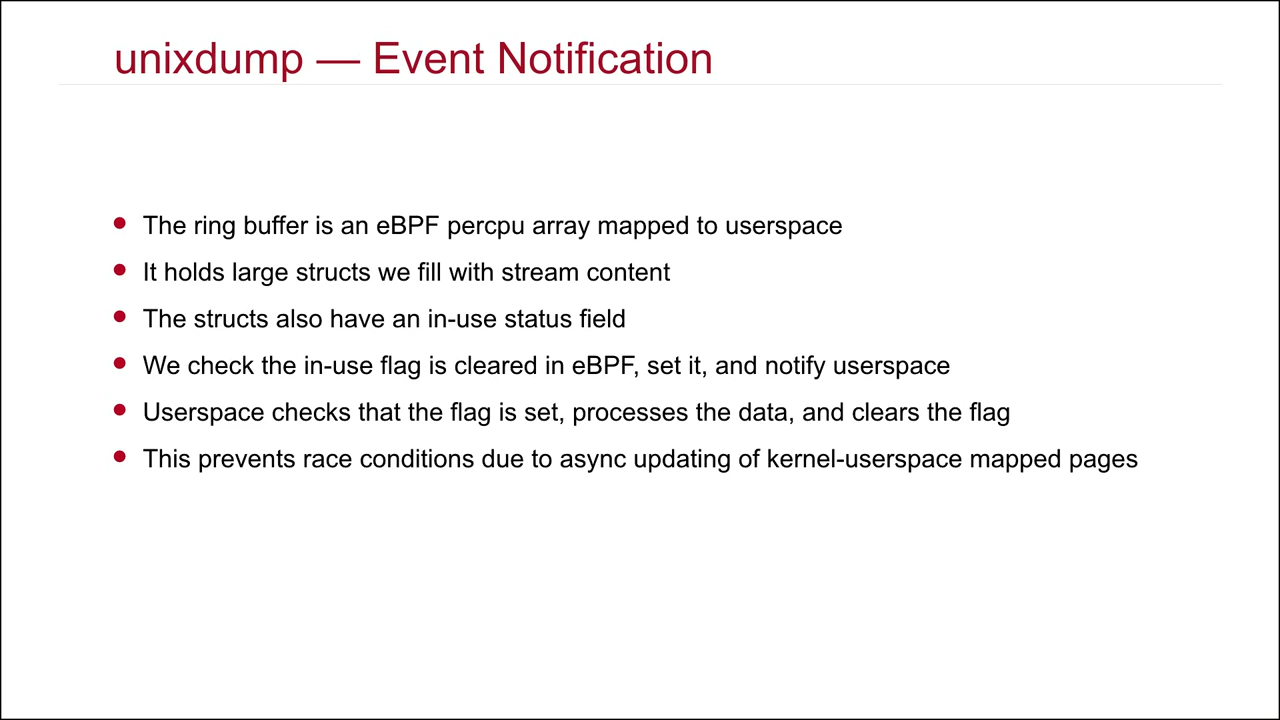 unixdump — Event Notification
The ring buffer is an eBPF percpu array mapped to userspace
It holds large structs we fill with stream content
The structs also have an in-use status field
We check the in-use flag is cleared in eBPF, set it, and notify userspace
Userspace checks that the flag is set, processes the data, and clears the flag
This prevents race conditions due to async updating of kernel-userspace mapped pages